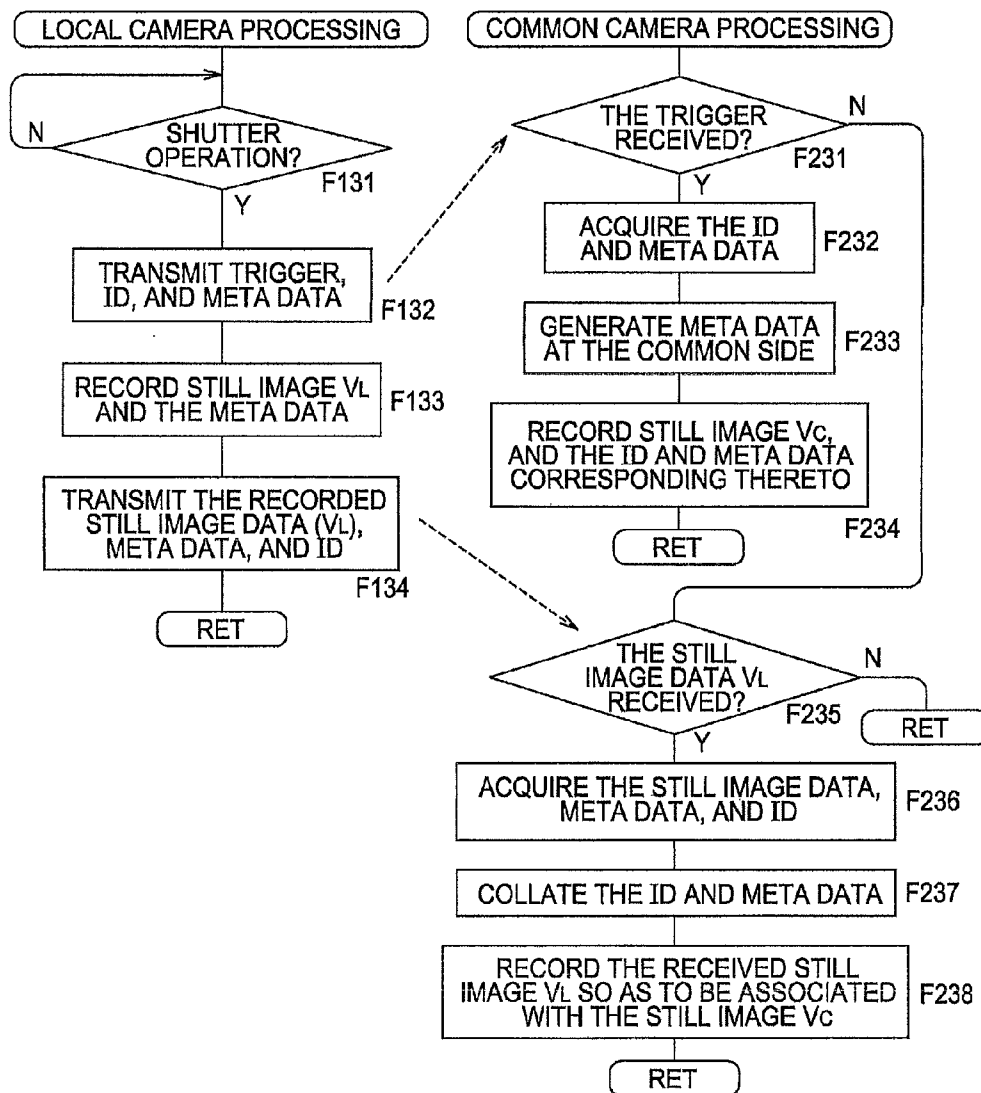 LOCAL CAMERA PROCESSING
N
SHUTTER
OPERATION?
F131
Y
TRANSMIT TRIGGER,
ID, AND META DATA
F132
RECORD STILL IMAGE VL
AND THE META DATA
F133
TRANSMIT THE RECORDED
STILL IMAGE DATA (VL),
META DATA, AND ID
F134
RET
COMMON CAMERA PROCESSING
THE TRIGGER
RECEIVED?
N
F231
Y
ACQUIRE THE ID
AND META DATA
F232
GENERATE META DATA
AT THE COMMON SIDE
F233
RECORD STILL IMAGE VC,
AND THE ID AND META DATA
CORRESPONDING THERETO
F234
RET
THE STILL
IMAGE DATA VL
RECEIVED?
N
F235
RET
Y
ACQUIRE THE STILL IMAGE DATA,
META DATA, AND ID
F236
COLLATE THE ID AND META DATA
F237
RECORD THE RECEIVED STILL
IMAGE VL SO AS TO BE ASSOCIATED
WITH THE STILL IMAGE VC
F238
RET